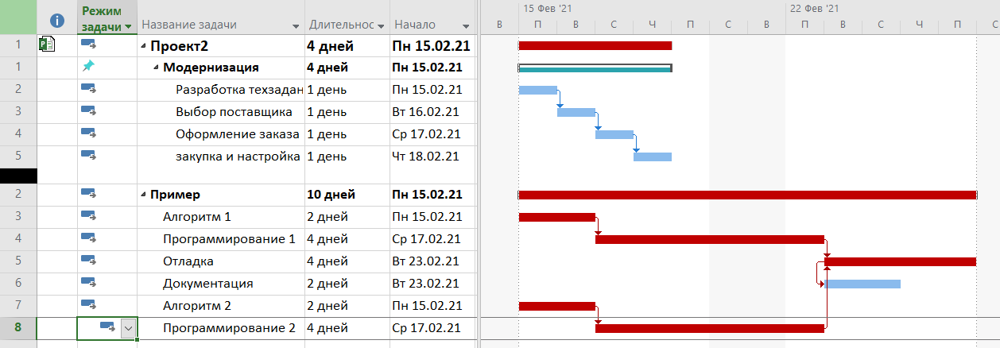 Режим задачи Название задачи Длительнос Начало 15 Фев '21 22 Фев '21
В П В С Ч П С В П В С Ч П С
1 Проект2 4 дней Пн 15.02.21
1 Модернизация 4 дней Пн 15.02.21
2 Разработка техзадан 1 день Пн 15.02.21
3 Выбор поставщика 1 день Вт 16.02.21
4 Оформление заказа 1 день Ср 17.02.21
5 закупка и настройка 1 день Чт 18.02.21
2 Пример 10 дней Пн 15.02.21
3 Алгоритм 1 2 дней Пн 15.02.21
4 Программирование 1 4 дней Ср 17.02.21
5 Отладка 4 дней Вт 23.02.21
6 Документация 2 дней Вт 23.02.21
7 Алгоритм 2 2 дней Пн 15.02.21
8 Программирование 2 4 дней Ср 17.02.21